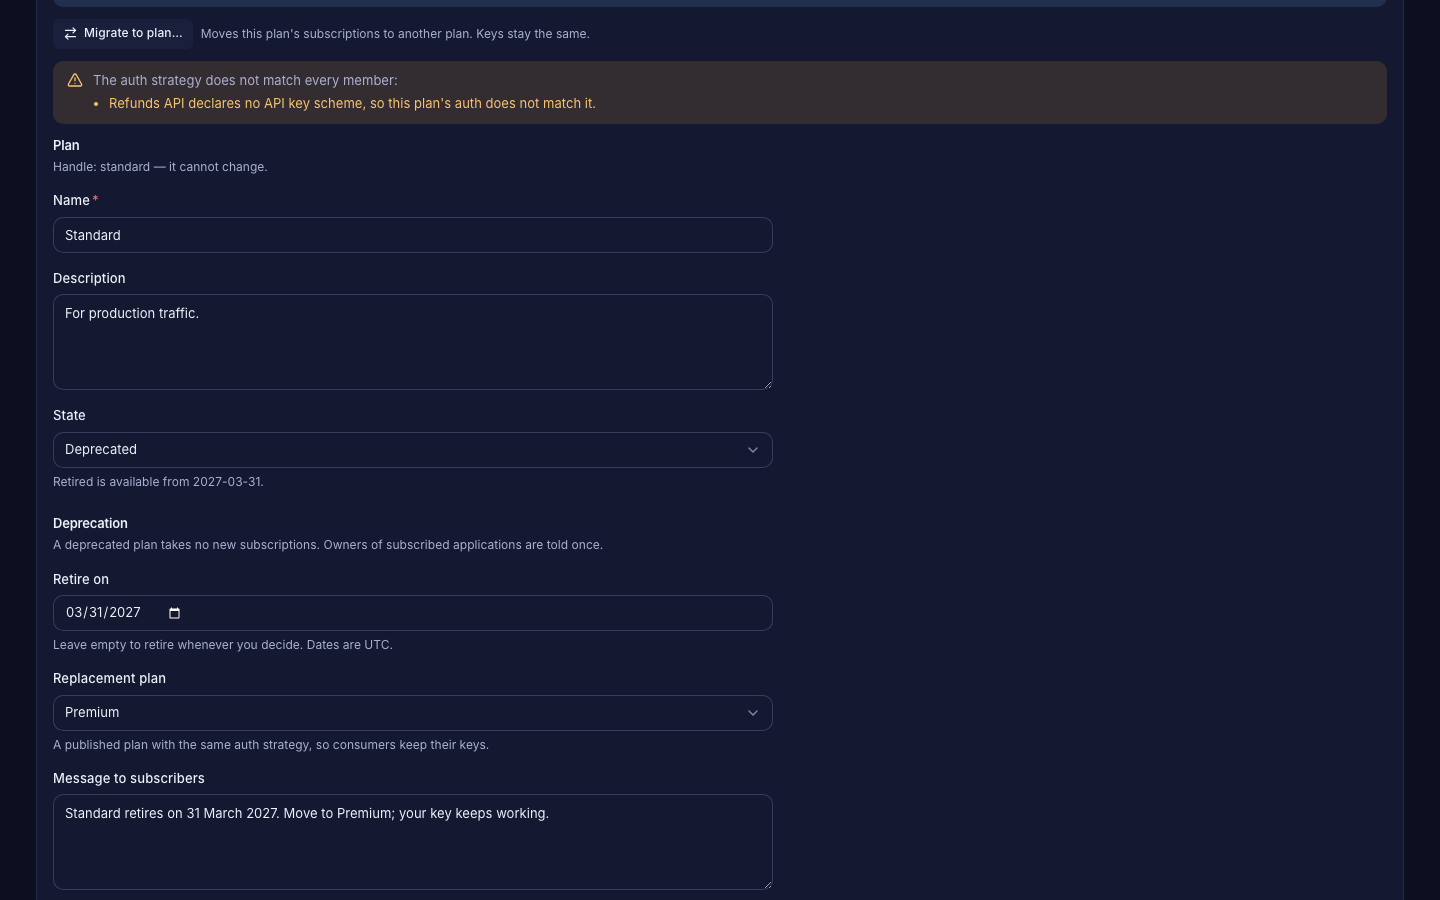 Migrate to plan...
Moves this plan's subscriptions to another plan. Keys stay the same.
The auth strategy does not match every member:
• Refunds API declares no API key scheme, so this plan's auth does not match it.
Plan
Handle: standard — it cannot change.
Name *
Standard
Description
For production traffic.
State
Deprecated
Retired is available from 2027-03-31.
Deprecation
A deprecated plan takes no new subscriptions. Owners of subscribed applications are told once.
Retire on
03/31/2027
Leave empty to retire whenever you decide. Dates are UTC.
Replacement plan
Premium
A published plan with the same auth strategy, so consumers keep their keys.
Message to subscribers
Standard retires on 31 March 2027. Move to Premium; your key keeps working.